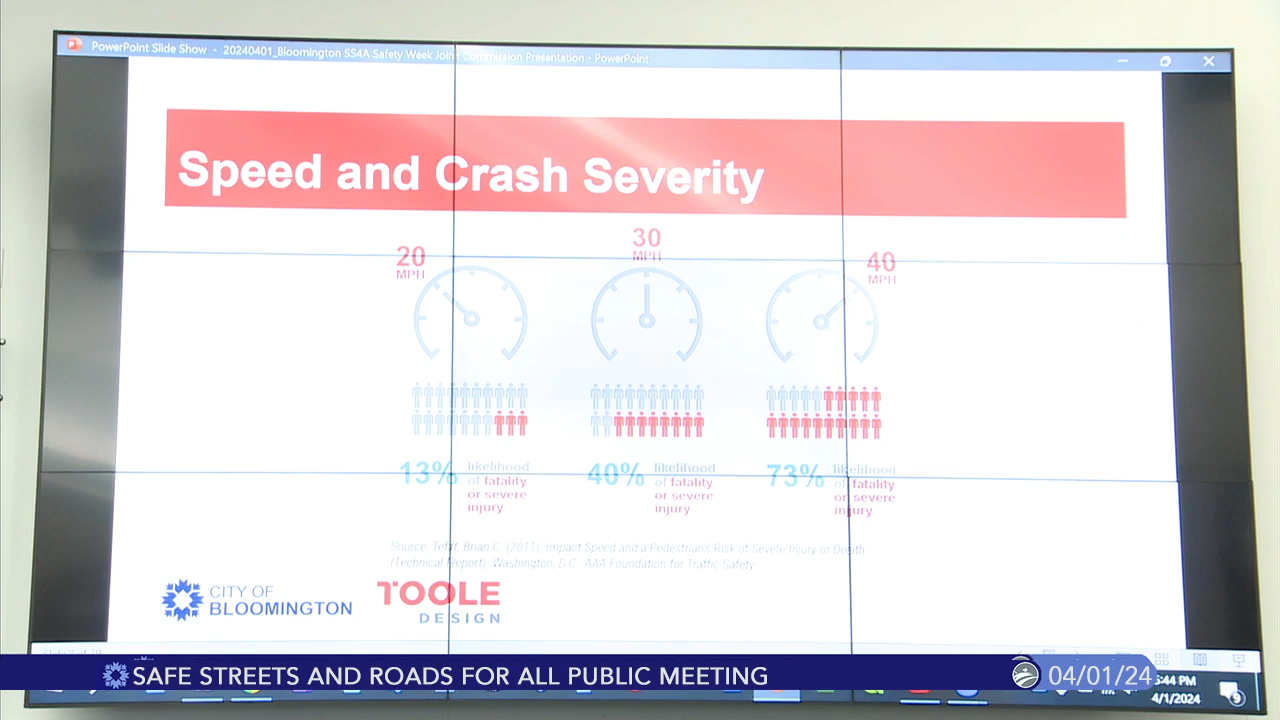 PowerPoint Slide Show - 20240401_Bloomington SS4A Safety Week Joint Commission Presentation - PowerPoint
Speed and Crash Severity
20
MPH
30
MPH
40
MPH
13% likelihood
of fatality
or severe
injury
40% likelihood
of fatality
or severe
injury
73% likelihood
of fatality
or severe
injury
Source: Tefft, Brian C. (2011). Impact Speed and a Pedestrian's Risk of Severe Injury or Death
(Technical Report). Washington, D.C.: AAA Foundation for Traffic Safety.
CITY OF
BLOOMINGTON
TOOLE
DESIGN
SAFE STREETS AND ROADS FOR ALL PUBLIC MEETING
04/01/24
5:44 PM
4/1/2024
9